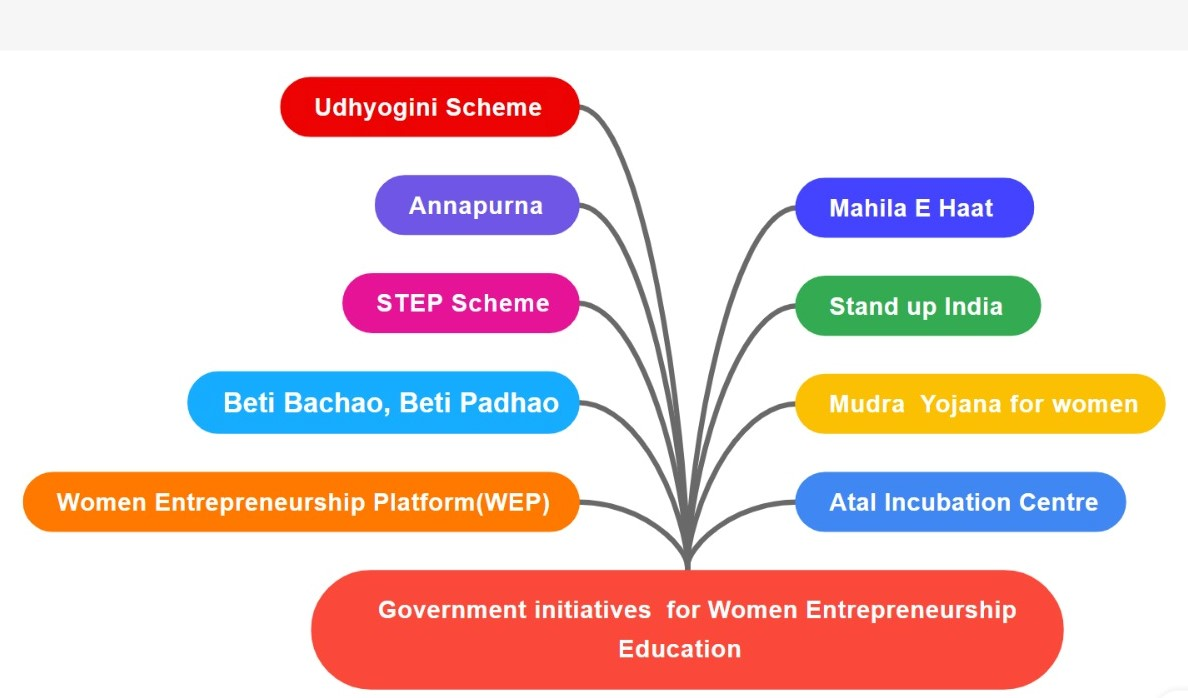 Udhyogini Scheme
Annapurna
STEP Scheme
Beti Bachao, Beti Padhao
Women Entrepreneurship Platform(WEP)
Mahila E Haat
Stand up India
Mudra  Yojana for women
Atal Incubation Centre
Government initiatives  for Women Entrepreneurship
Education